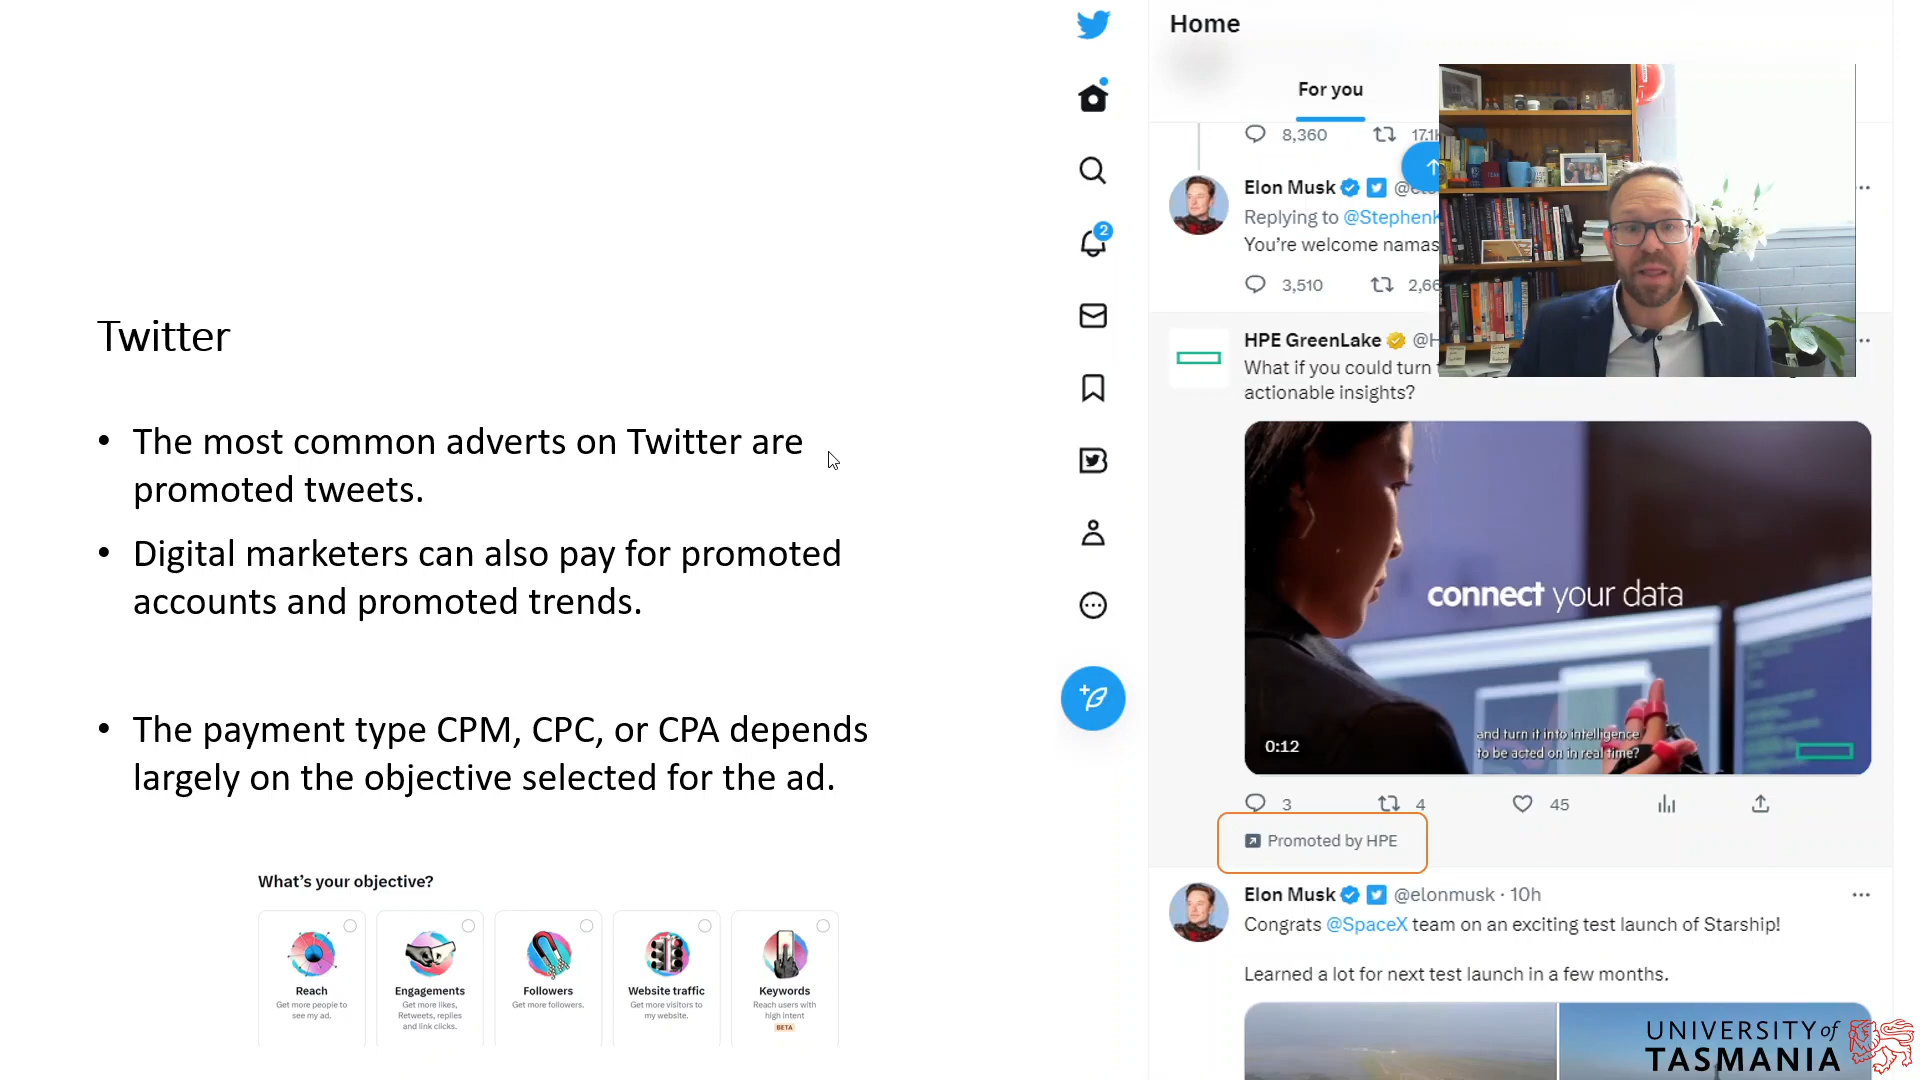 Twitter
• The most common adverts on Twitter are
promoted tweets.
• Digital marketers can also pay for promoted
accounts and promoted trends.
• The payment type CPM, CPC, or CPA depends
largely on the objective selected for the ad.
What's your objective?
Reach
Get more people to
see my ad.
Engagements
Get more likes,
Retweets, replies
and link clicks.
Followers
Get more followers.
Website traffic
Get more visitors to
my website.
Keywords
Reach users with
high intent
BETA
2
Home
For you
8,360
Elon Musk
Replying to @Stephen
You're welcome namas
3,510 2,66
HPE GreenLake @H
What if you could turn
actionable insights?
connect your data
and turn it into intelligence
to be acted on in real time?
0:12
3 4 45
Promoted by HPE
Elon Musk @elonmusk · 10h
Congrats @SpaceX team on an exciting test launch of Starship!
Learned a lot for next test launch in a few months.
UNIVERSITY of
TASMANIA